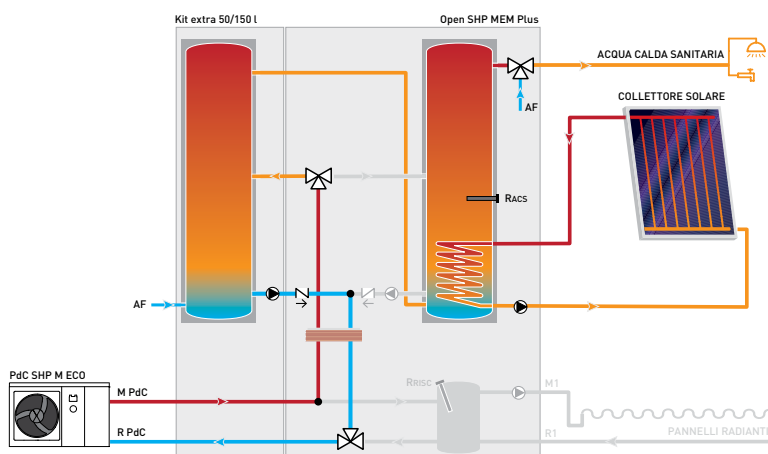 Kit extra 50/150 l
Open SHP MEM Plus
ACQUA CALDA SANITARIA
AF
COLLETTORE SOLARE
RACS
AF
PdC SHP M ECO
M PdC
RRISC
M1
R PdC
R1
PANNELLI RADIANTI